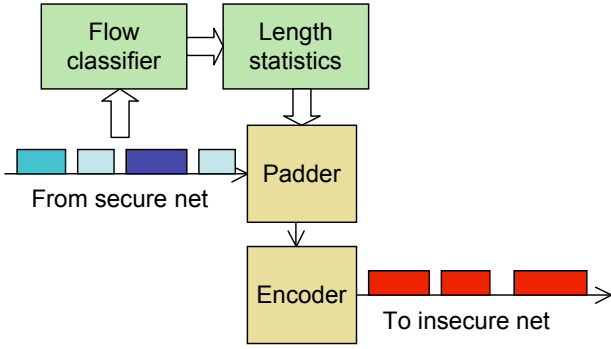 Flow
classifier
Length
statistics
From secure net
Padder
Encoder
To insecure net